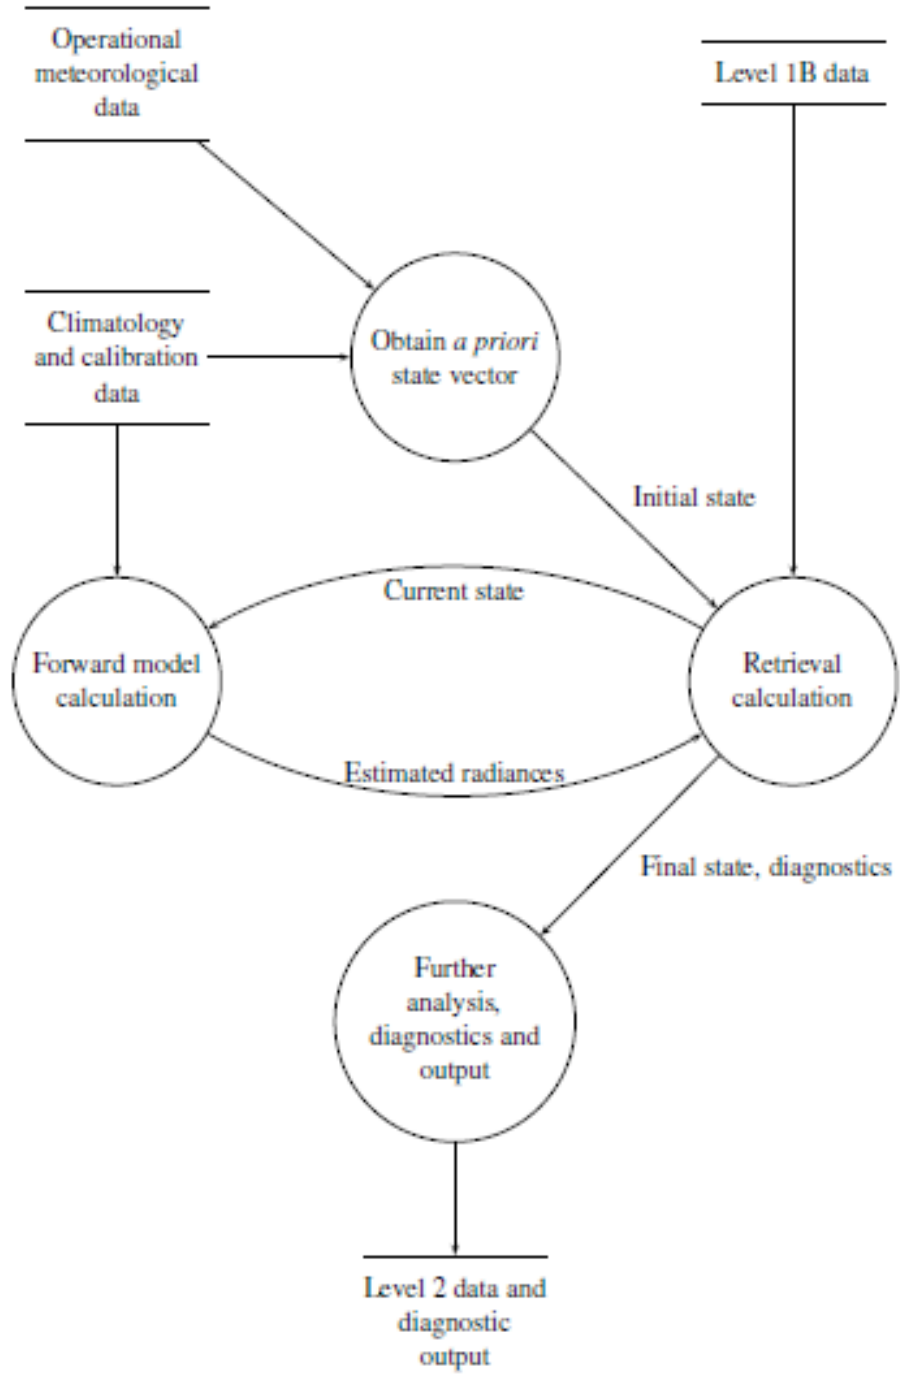 Operational
meteorological
data
Level 1B data
Climatology
and calibration
data
Obtain a priori
state vector
Initial state
Current state
Forward model
calculation
Retrieval
calculation
Estimated radiances
Final state, diagnostics
Further
analysis,
diagnostics and
output
Level 2 data and
diagnostic
output